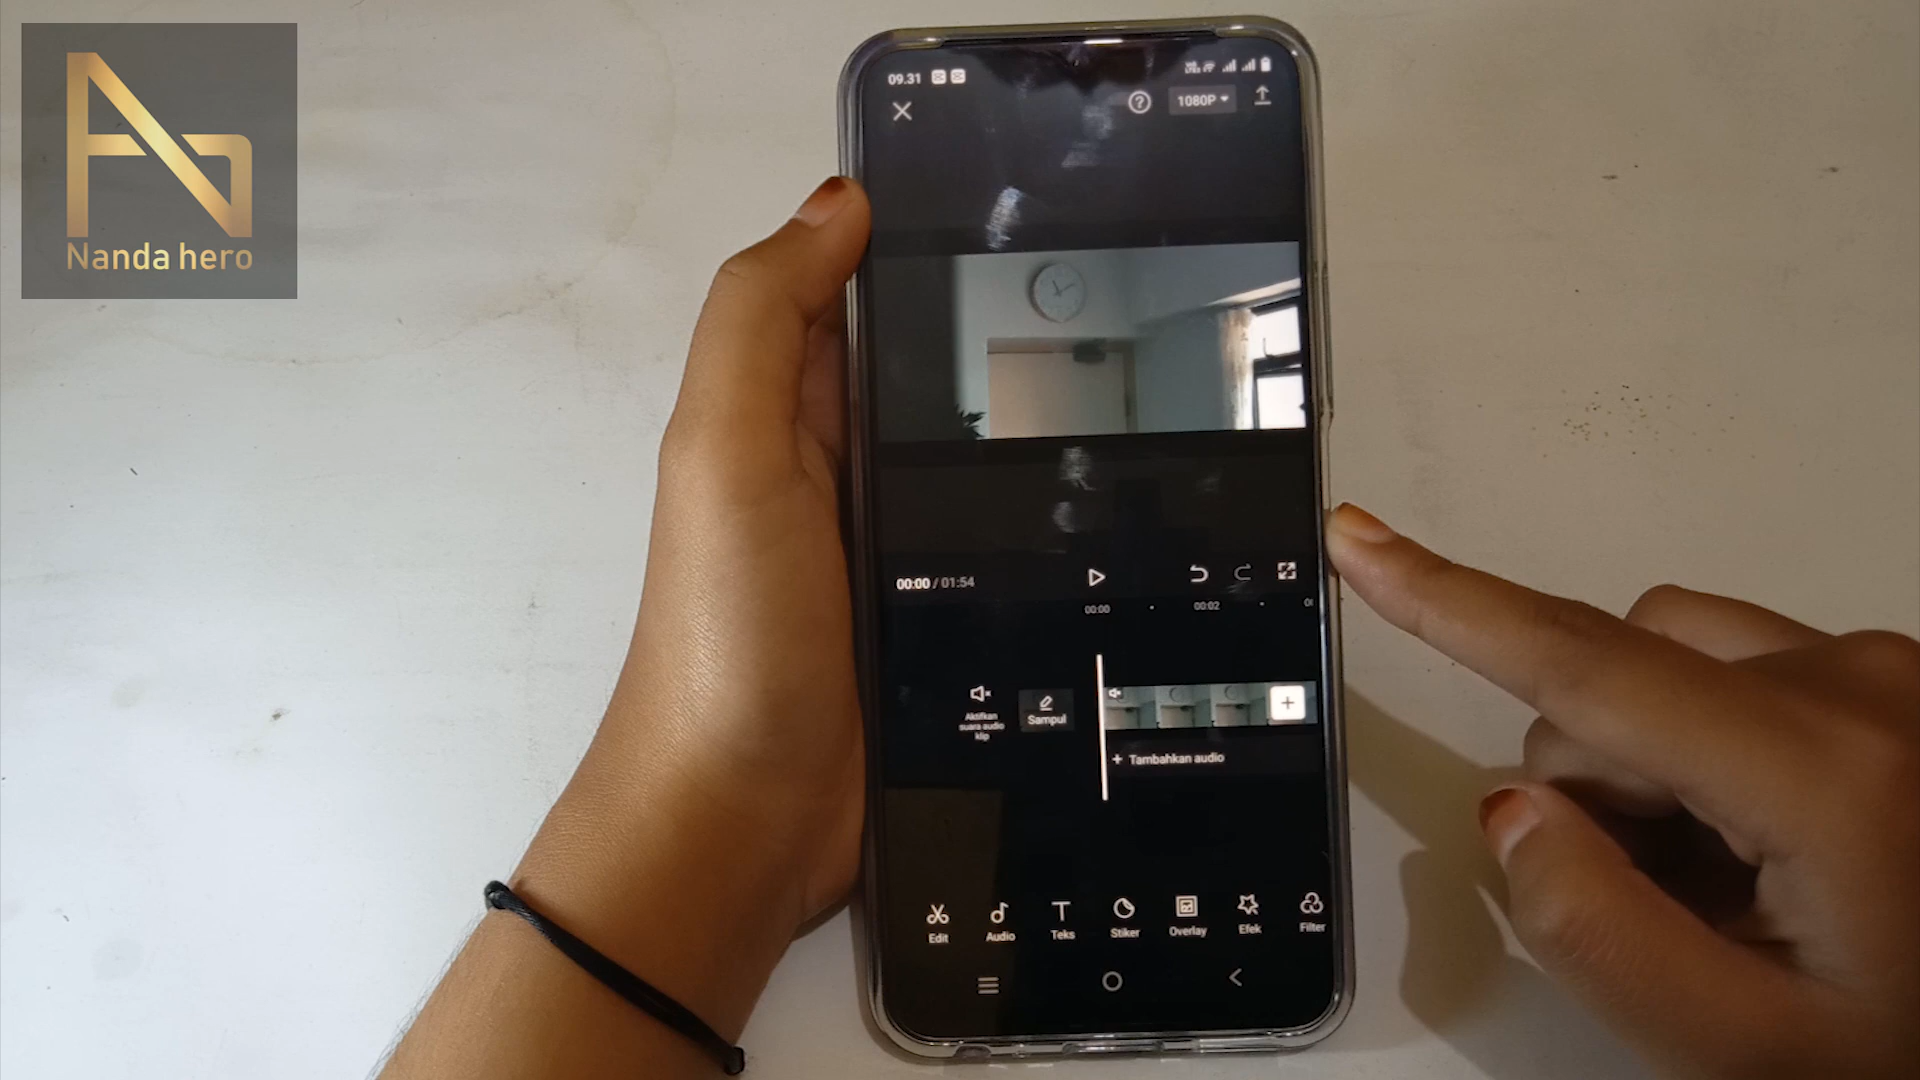 Nanda hero
09.31
1080P
00:00 / 01:54
00:00
00:02
Aktifkan
suara audio
klip
Sampul
+ Tambahkan audio
Edit
Audio
Teks
Stiker
Overlay
Efek
Filter